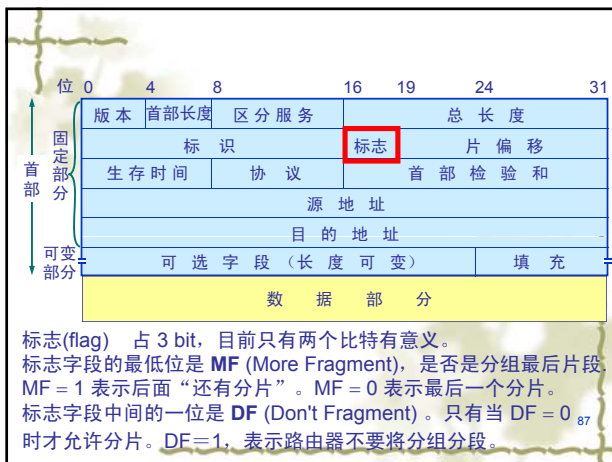 位 0 4 8 16 19 24 31
版 本 首部长度 区 分 服 务 总 长 度
标 识 标志 片 偏 移
生 存 时 间 协 议 首 部 检 验 和
源 地 址
目 的 地 址
可 选 字 段 （长 度 可 变） 填 充
数 据 部 分
首部
固定部分
可变
部分
标志(flag) 占 3 bit，目前只有两个比特有意义。
标志字段的最低位是 MF (More Fragment)，是否是分组最后片段.
MF = 1 表示后面“还有分片”。MF = 0 表示最后一个分片。
标志字段中间的一位是 DF (Don't Fragment) 。只有当 DF = 0
时才允许分片。DF＝1，表示路由器不要将分组分段。
87